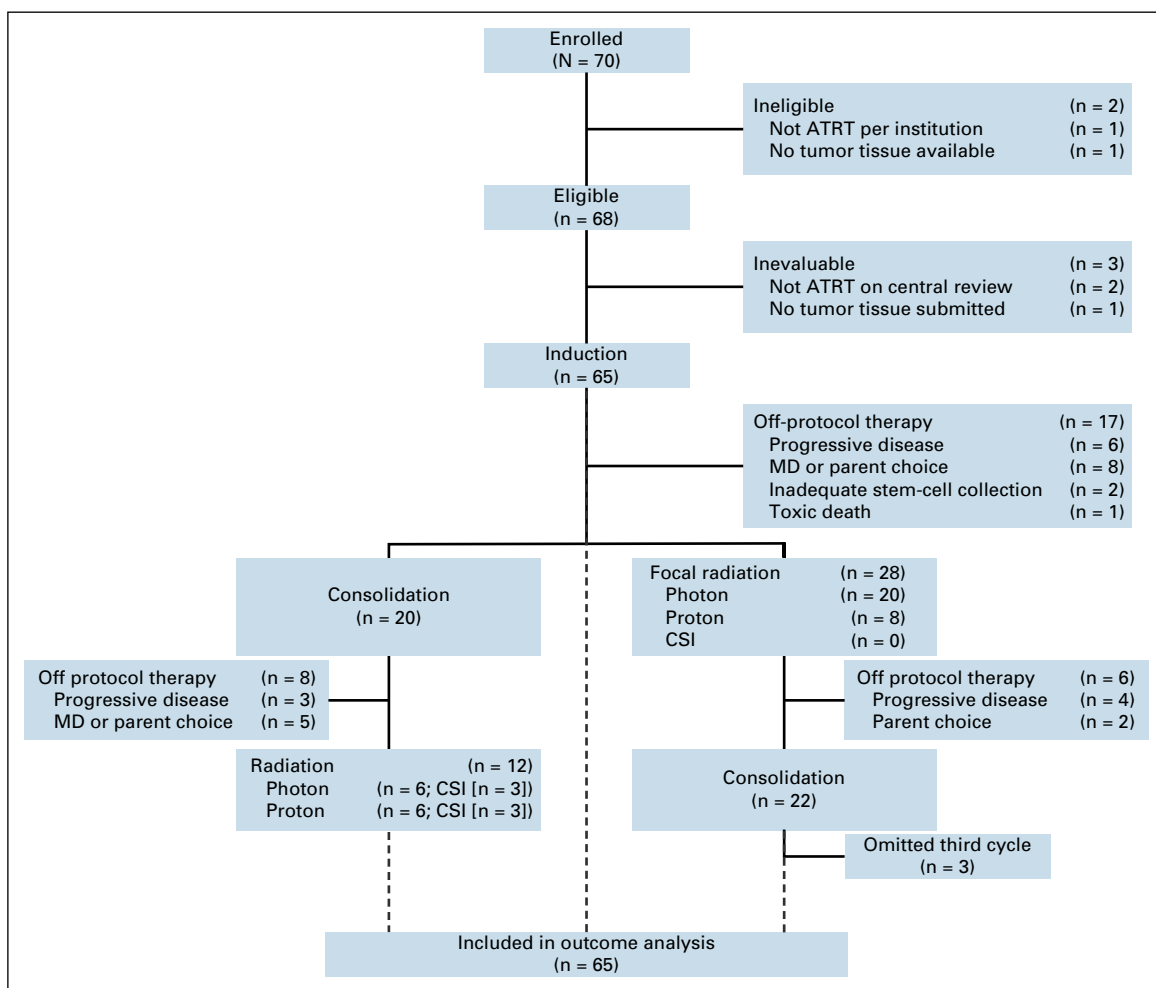 Enrolled
(N = 70)
Ineligible (n = 2)
Not ATRT per institution (n = 1)
No tumor tissue available (n = 1)
Eligible
(n = 68)
Inevaluable (n = 3)
Not ATRT on central review (n = 2)
No tumor tissue submitted (n = 1)
Induction
(n = 65)
Off-protocol therapy (n = 17)
Progressive disease (n = 6)
MD or parent choice (n = 8)
Inadequate stem-cell collection (n = 2)
Toxic death (n = 1)
Consolidation
(n = 20)
Focal radiation (n = 28)
Photon (n = 20)
Proton (n = 8)
CSI (n = 0)
Off protocol therapy (n = 8)
Progressive disease (n = 3)
MD or parent choice (n = 5)
Off protocol therapy (n = 6)
Progressive disease (n = 4)
Parent choice (n = 2)
Radiation (n = 12)
Photon (n = 6; CSI [n = 3])
Proton (n = 6; CSI [n = 3])
Consolidation
(n = 22)
Omitted third cycle
(n = 3)
Included in outcome analysis
(n = 65)